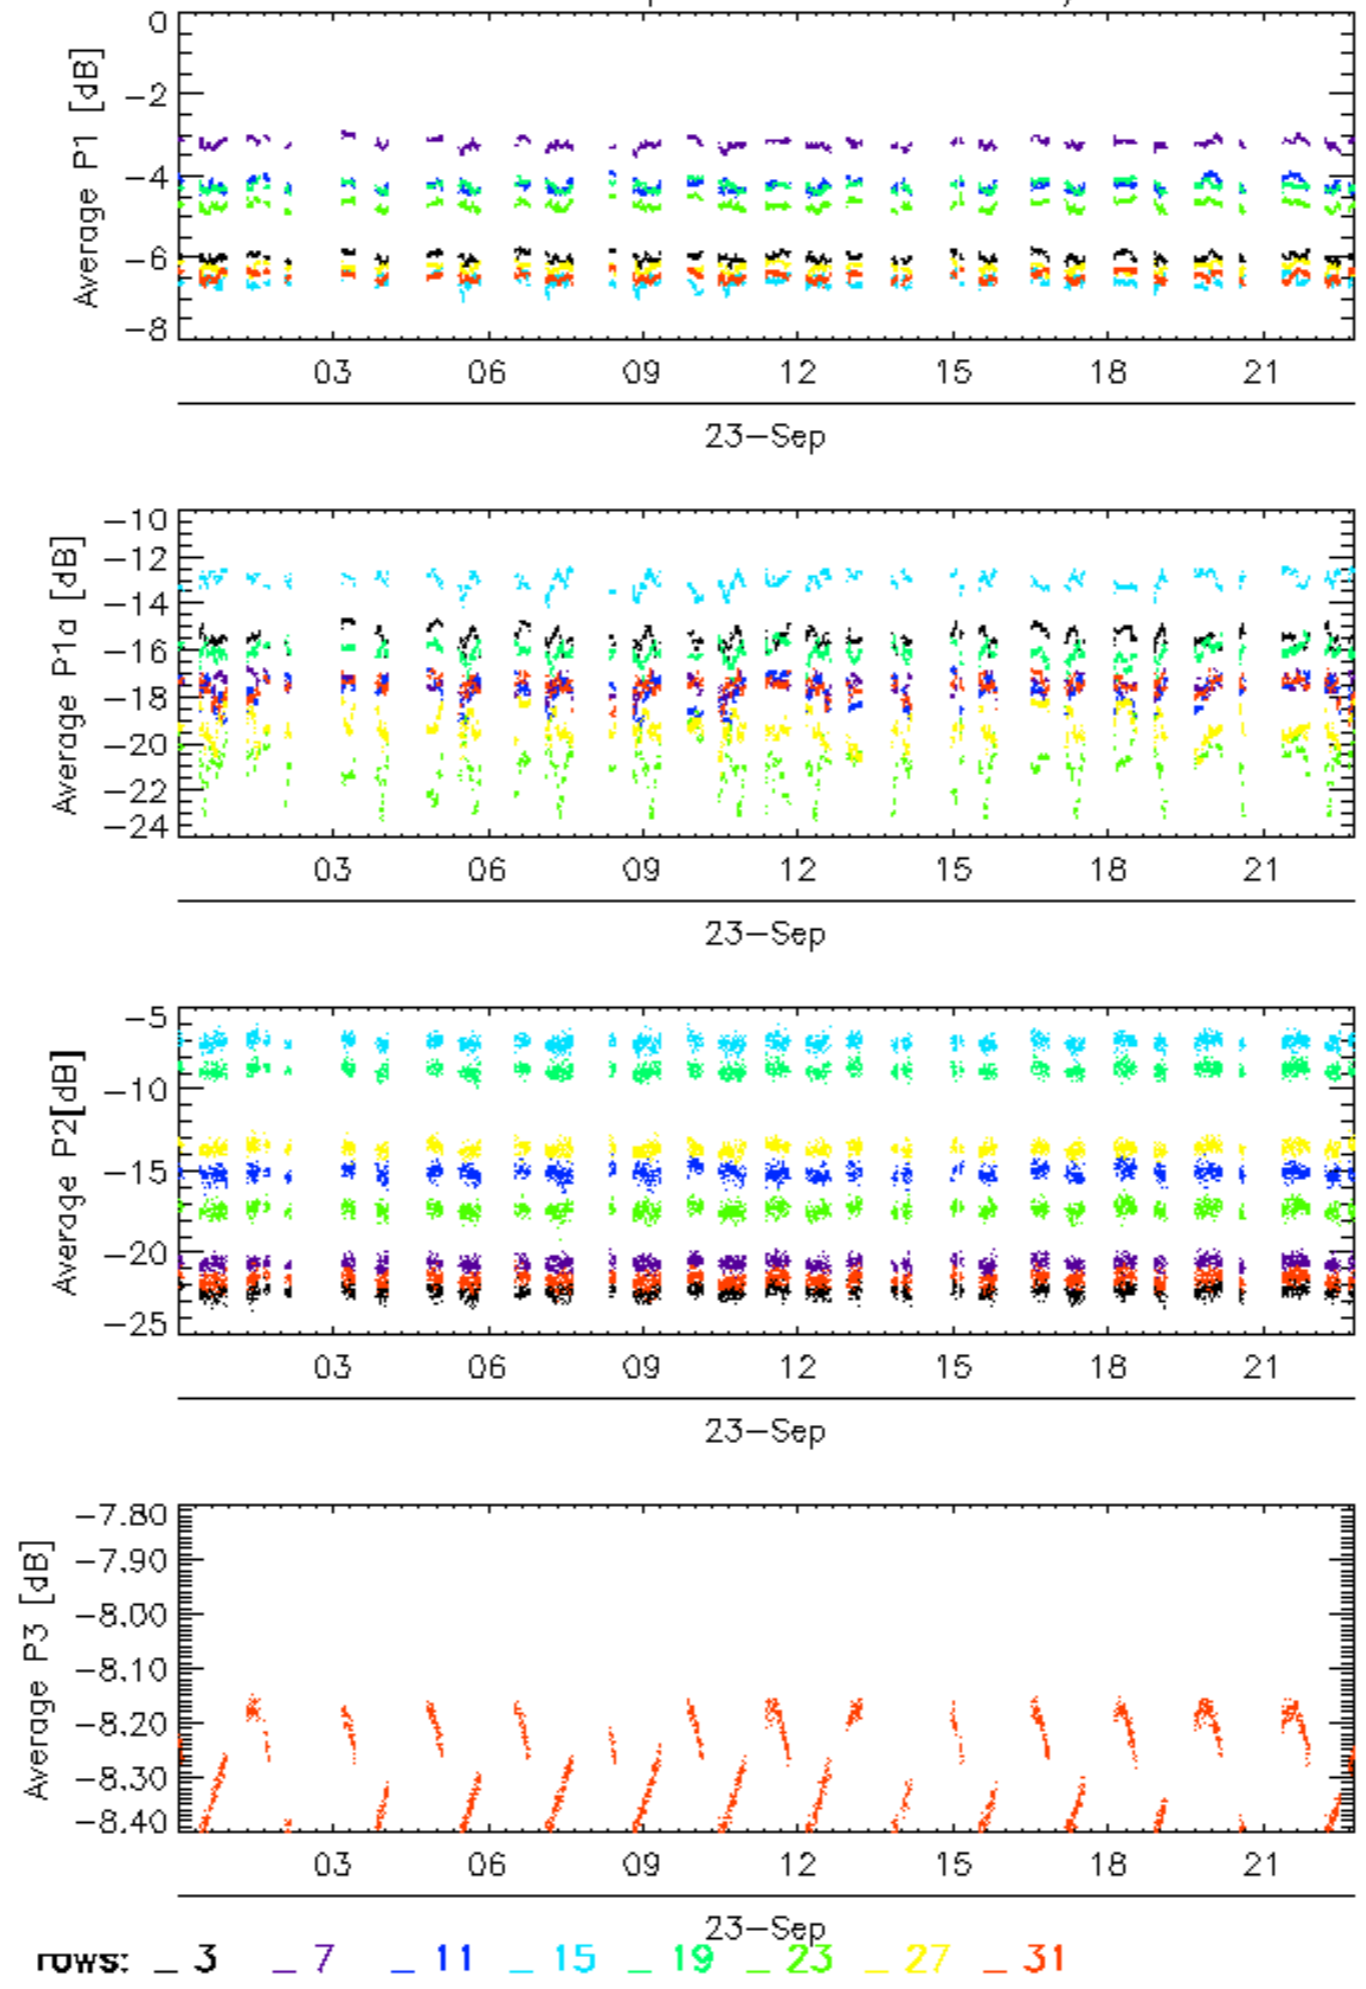 0
-2
-4
-6
-8
Average P1 [dB]
03 06 09 12 15 18 21
23-Sep
-10
-12
-14
-16
-18
-20
-22
-24
Average P1a [dB]
03 06 09 12 15 18 21
23-Sep
-5
-10
-15
-20
-25
Average P2[dB]
03 06 09 12 15 18 21
23-Sep
-7.80
-7.90
-8.00
-8.10
-8.20
-8.30
-8.40
Average P3 [dB]
03 06 09 12 15 18 21
23-Sep
rows: _ 3 _ 7 _ 11 _ 15 _ 19 _ 23 _ 27 _ 31